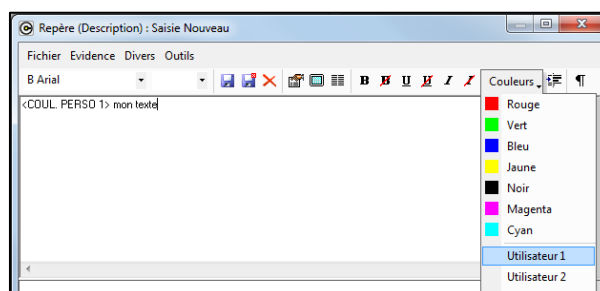 Repère (Description) : Saisie Nouveau
Fichier Evidence Divers Outils
B Arial B B U U I I Couleurs ¶
<COUL. PERSO 1> mon texte
Rouge
Vert
Bleu
Jaune
Noir
Magenta
Cyan
Utilisateur 1
Utilisateur 2